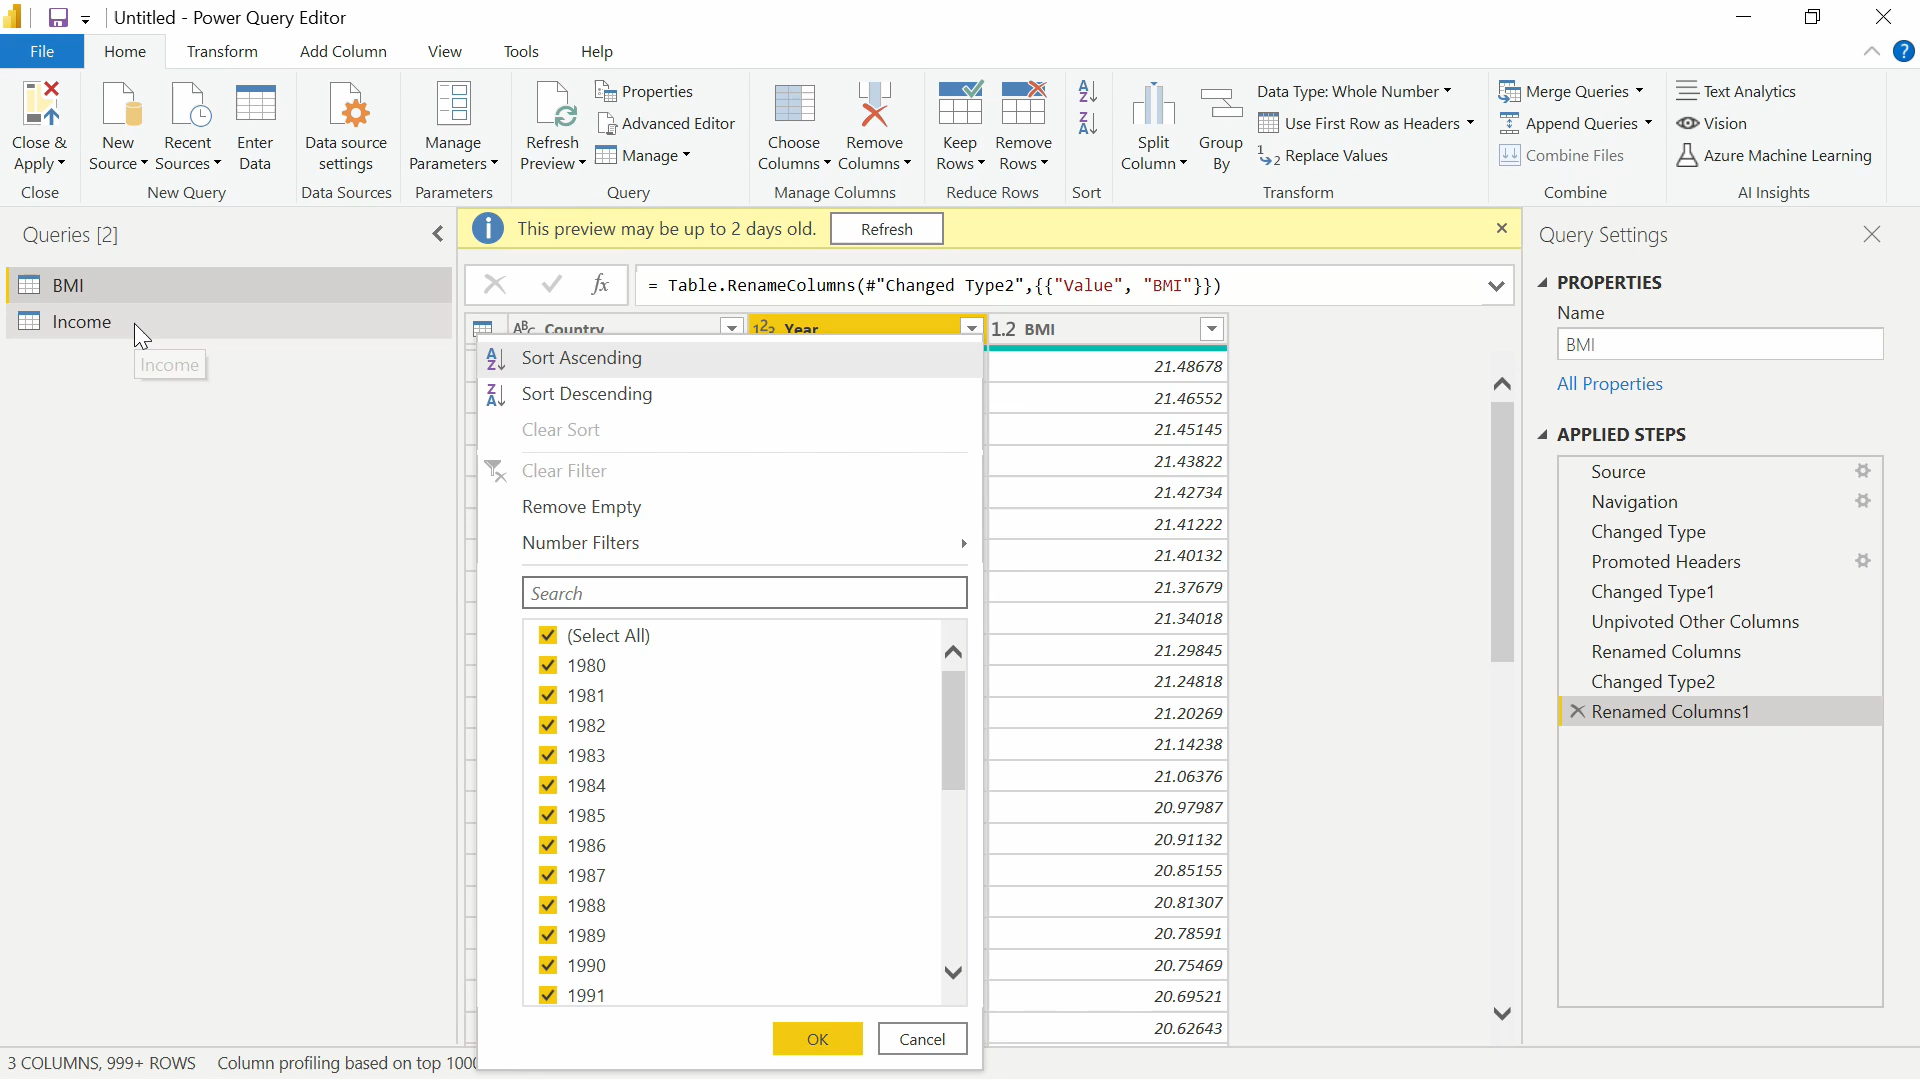 Untitled - Power Query Editor
File Home Transform Add Column View Tools Help
Close & Apply
New Source
Recent Sources
Enter Data
Data source settings
Manage Parameters
Refresh Preview
Properties
Advanced Editor
Manage
Choose Columns
Remove Columns
Keep Rows
Remove Rows
Split Column
Group By
Data Type: Whole Number
Use First Row as Headers
Replace Values
Merge Queries
Append Queries
Combine Files
Text Analytics
Vision
Azure Machine Learning
Close New Query Data Sources Parameters Query Manage Columns Reduce Rows Sort Transform Combine AI Insights
Queries [2]
BMI
Income
Income
This preview may be up to 2 days old. Refresh
fx = Table.RenameColumns(#"Changed Type2",{{"Value", "BMI"}})
ABC Country 123 Year 1.2 BMI
Sort Ascending
Sort Descending
Clear Sort
Clear Filter
Remove Empty
Number Filters
Search
(Select All)
1980
1981
1982
1983
1984
1985
1986
1987
1988
1989
1990
1991
OK Cancel
21.48678
21.46552
21.45145
21.43822
21.42734
21.41222
21.40132
21.37679
21.34018
21.29845
21.24818
21.20269
21.14238
21.06376
20.97987
20.91132
20.85155
20.81307
20.78591
20.75469
20.69521
20.62643
Query Settings
PROPERTIES
Name
BMI
All Properties
APPLIED STEPS
Source
Navigation
Changed Type
Promoted Headers
Changed Type1
Unpivoted Other Columns
Renamed Columns
Changed Type2
Renamed Columns1
3 COLUMNS, 999+ ROWS Column profiling based on top 100